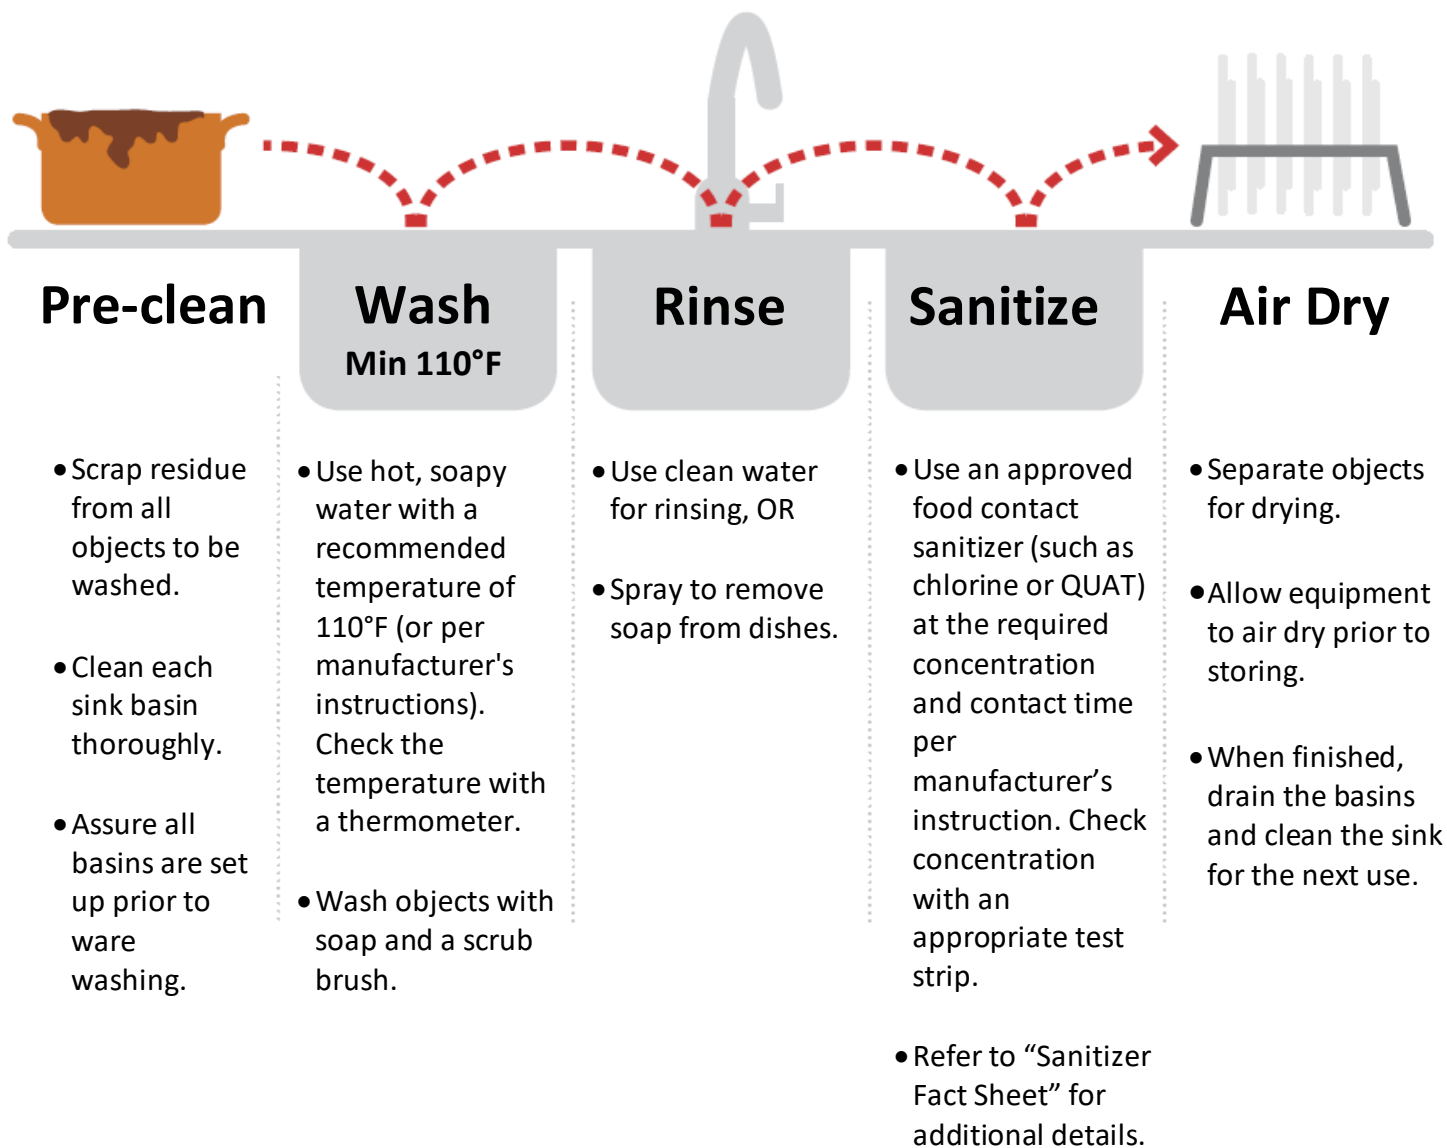 Pre-clean
Wash
Min 110°F
Rinse
Sanitize
Air Dry
• Scrap residue
from all
objects to be
washed.
• Clean each
sink basin
thoroughly.
• Assure all
basins are set
up prior to
ware
washing.
• Use hot, soapy
water with a
recommended
temperature of
110°F (or per
manufacturer's
instructions).
Check the
temperature with
a thermometer.
• Wash objects with
soap and a scrub
brush.
• Use clean water
for rinsing, OR
• Spray to remove
soap from dishes.
• Use an approved
food contact
sanitizer (such as
chlorine or QUAT)
at the required
concentration
and contact time
per
manufacturer’s
instruction. Check
concentration
with an
appropriate test
strip.
• Refer to “Sanitizer
Fact Sheet” for
additional details.
• Separate objects
for drying.
• Allow equipment
to air dry prior to
storing.
• When finished,
drain the basins
and clean the sink
for the next use.